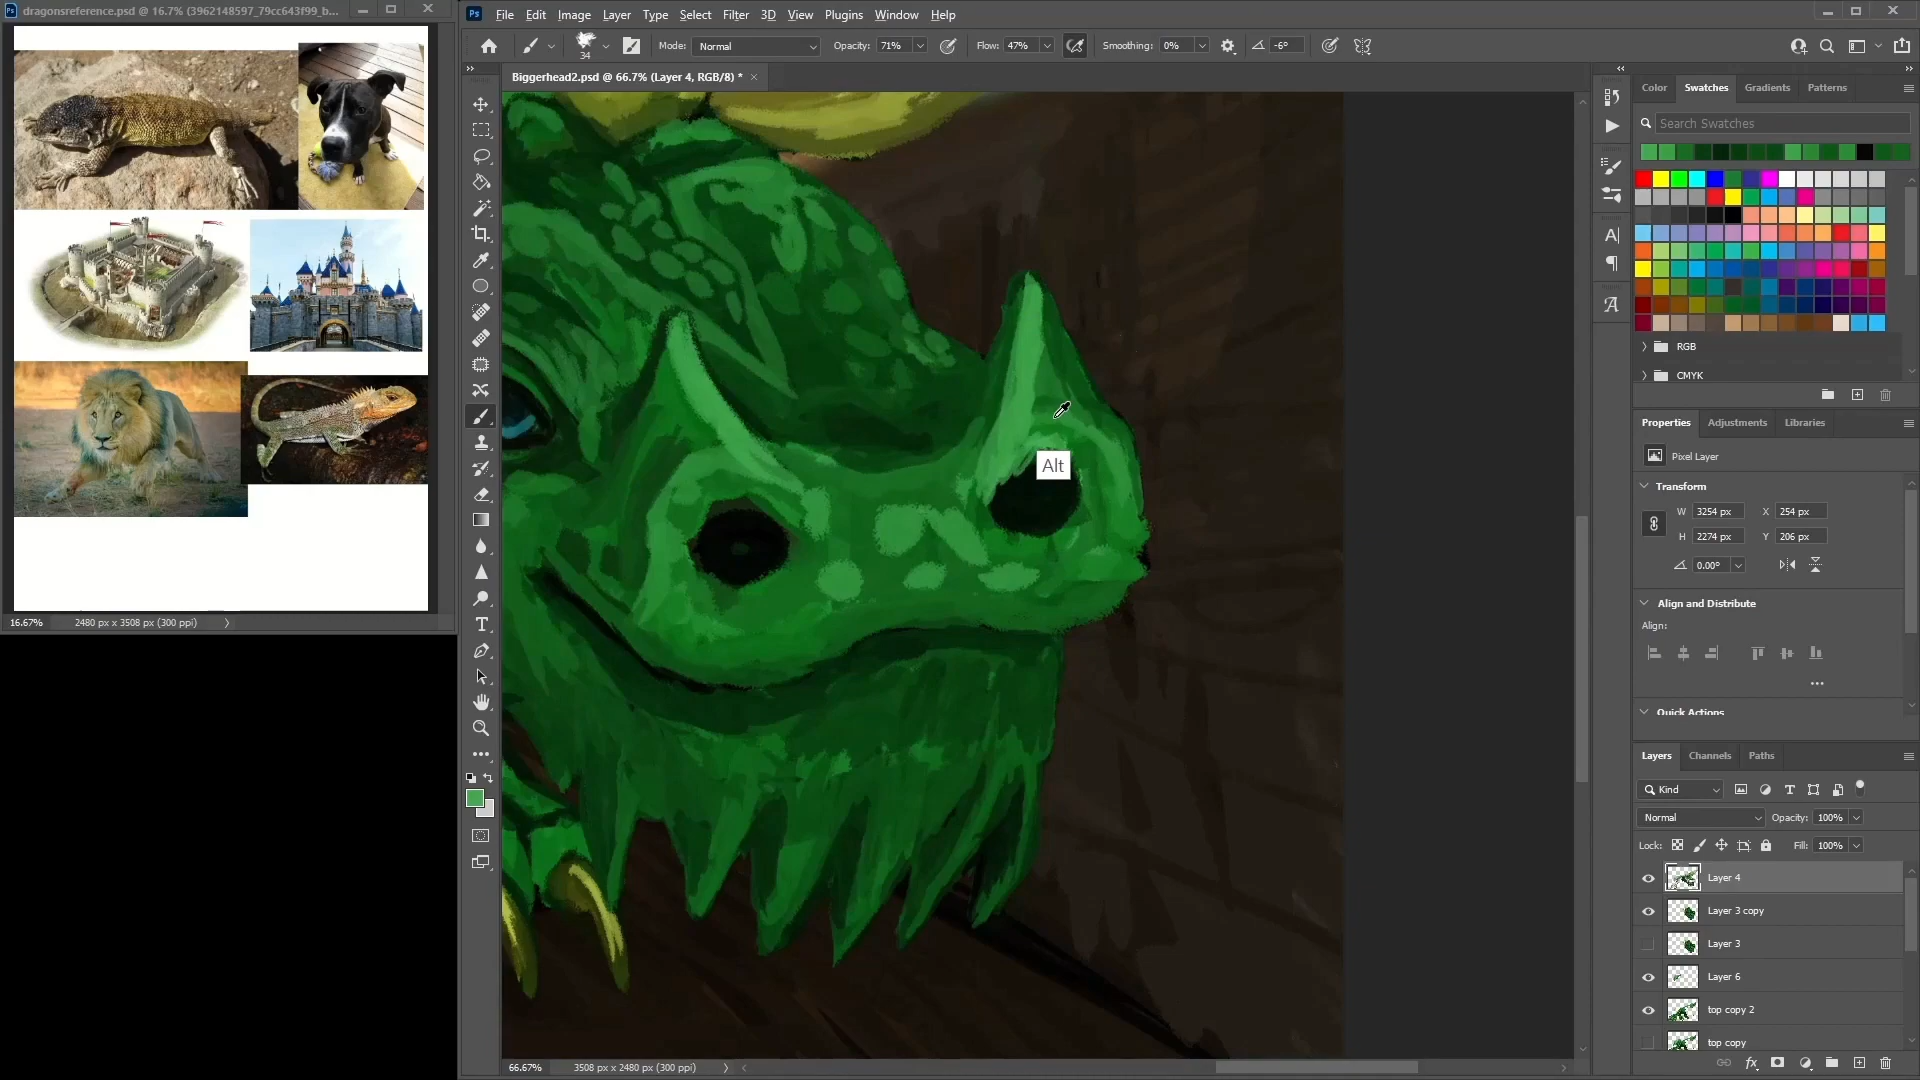 dragonsreference.psd @ 16.7% (3962148597_79cc643f99_b...
File Edit Image Layer Type Select Filter 3D View Plugins Window Help
34 Mode: Normal Opacity: 71% Flow: 47% Smoothing: 0% -6°
Biggerhead2.psd @ 66.7% (Layer 4, RGB/8) *
Color Swatches Gradients Patterns
Search Swatches
RGB
CMYK
Properties Adjustments Libraries
Pixel Layer
Alt
Transform
W 3254 px X 254 px
H 2274 px Y 206 px
0.00°
Align and Distribute
Align:
Quick Actions
16.67% 2480 px x 3508 px (300 ppi)
Layers Channels Paths
Kind
Normal Opacity: 100%
Lock: Fill: 100%
Layer 4
Layer 3 copy
Layer 3
Layer 6
top copy 2
top copy
66.67% 3508 px x 2480 px (300 ppi)